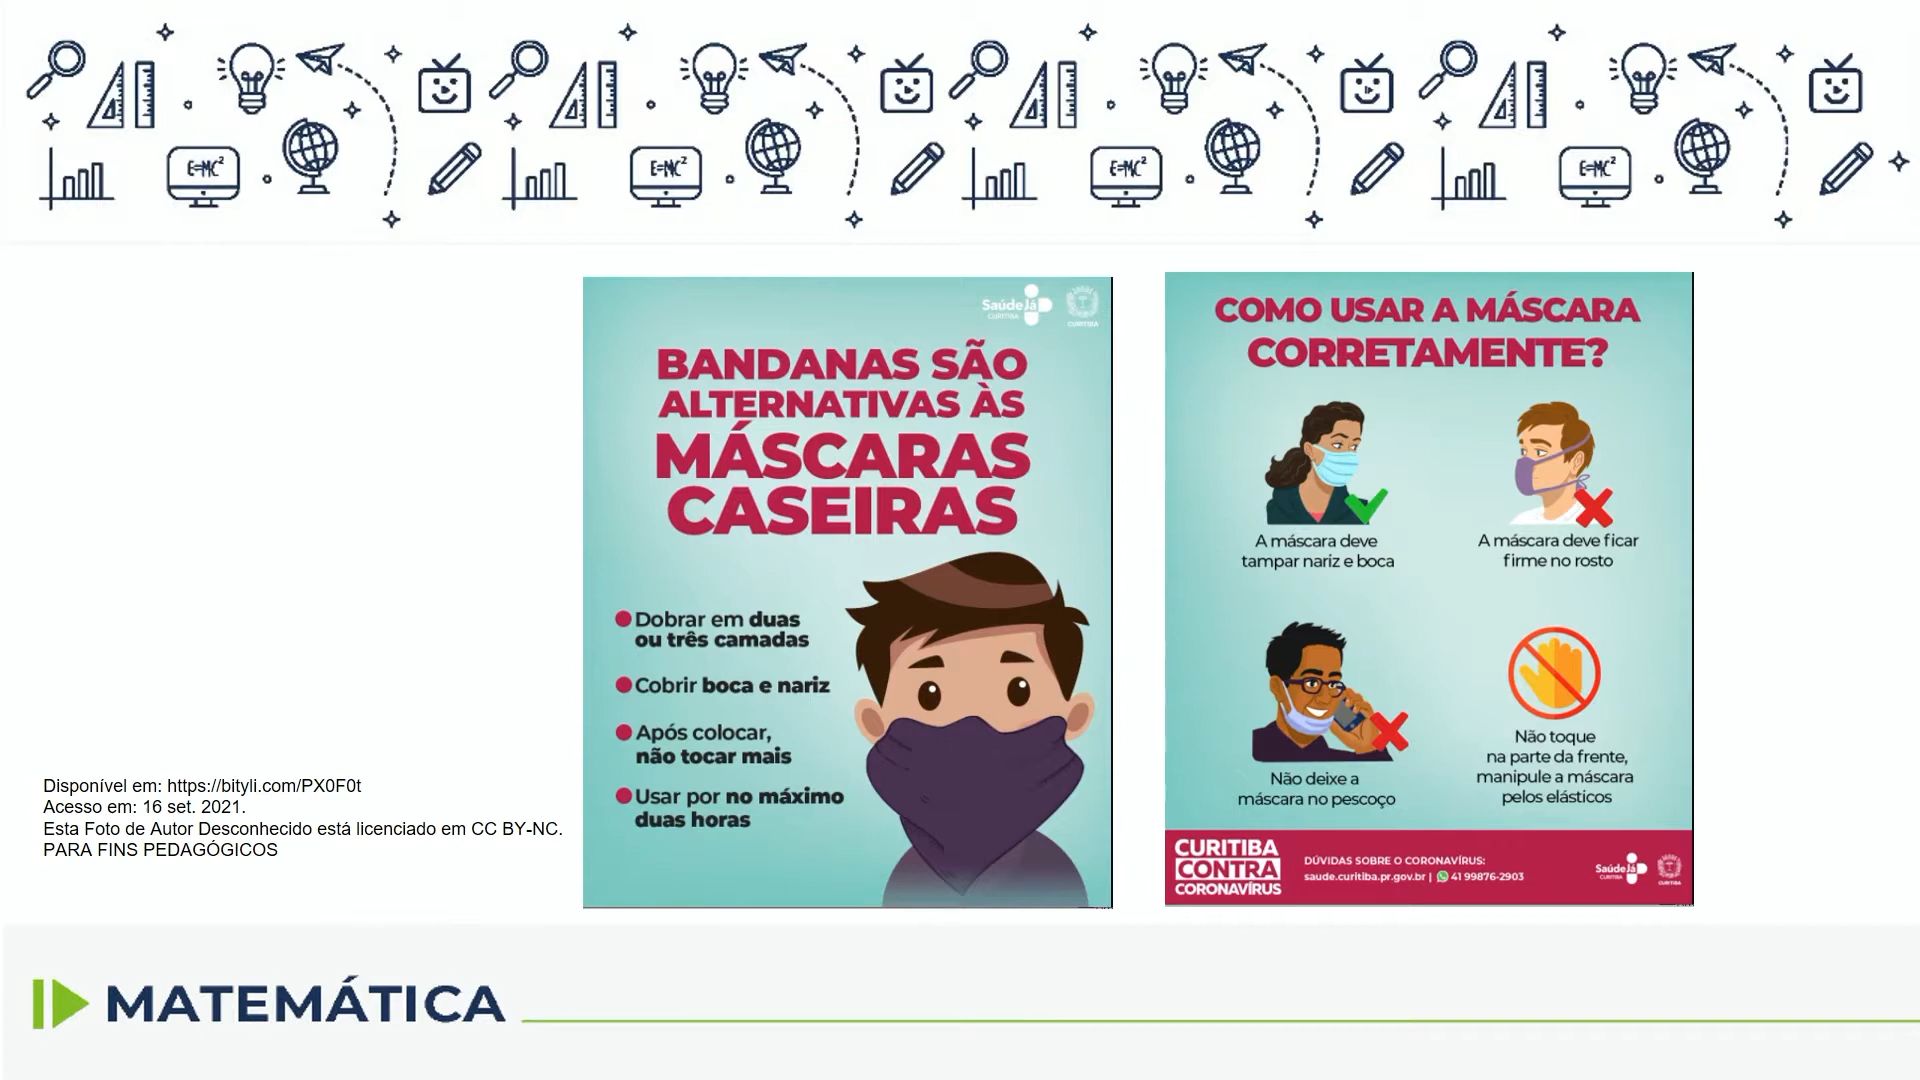 E=MC²
E=MC²
E=MC²
E=MC²
SaúdeJá
CURITIBA
CURITIBA
BANDANAS SÃO
ALTERNATIVAS ÀS
MÁSCARAS
CASEIRAS
Dobrar em duas
ou três camadas
Cobrir boca e nariz
Após colocar,
não tocar mais
Usar por no máximo
duas horas
COMO USAR A MÁSCARA
CORRETAMENTE?
A máscara deve
tampar nariz e boca
A máscara deve ficar
firme no rosto
Não deixe a
máscara no pescoço
Não toque
na parte da frente,
manipule a máscara
pelos elásticos
CURITIBA
CONTRA
CORONAVÍRUS
DÚVIDAS SOBRE O CORONAVÍRUS:
saude.curitiba.pr.gov.br | 41 99876-2903
SaúdeJá
CURITIBA
CURITIBA
Disponível em: https://bityli.com/PX0F0t
Acesso em: 16 set. 2021.
Esta Foto de Autor Desconhecido está licenciado em CC BY-NC.
PARA FINS PEDAGÓGICOS
MATEMÁTICA